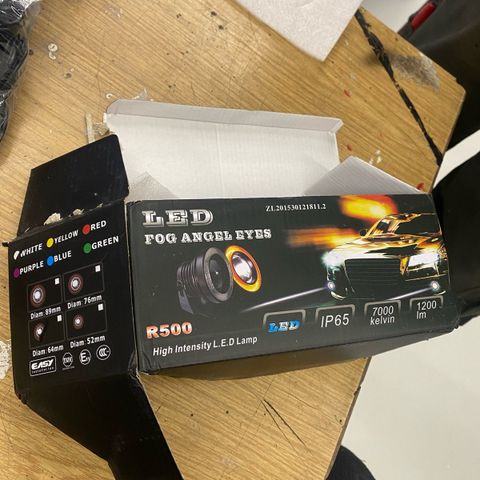 WHITE
YELLOW
RED
PURPLE
BLUE
GREEN
Diam: 89mm
Diam: 76mm
Diam: 64mm
Diam: 52mm
EASY
LED
ZL201530121811.2
FOG ANGEL EYES
R500
High Intensity L.E.D Lamp
LED
IP65
7000
kelvin
1200
lm